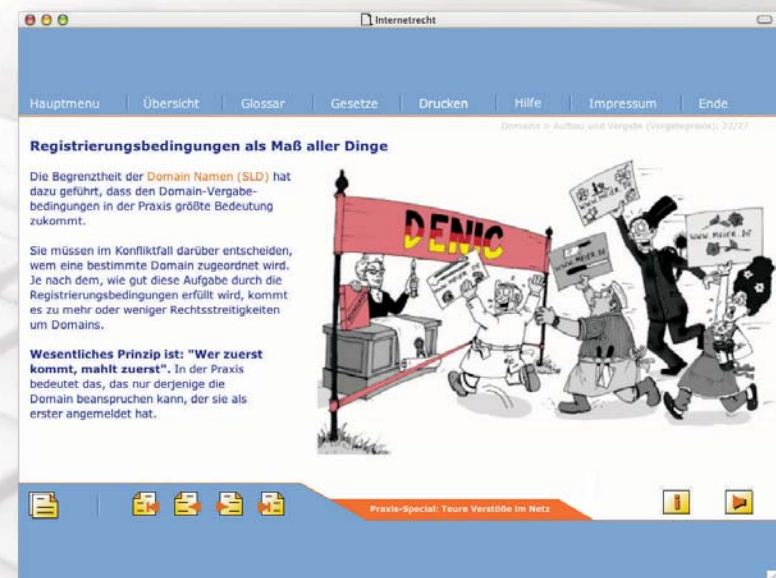 Internetrecht
Hauptmenu Übersicht Glossar Gesetze Drucken Hilfe Impressum Ende
Domains > Aufbau und Vergabe (Vergabepraxis): 23/27
Registrierungsbedingungen als Maß aller Dinge
Die Begrenztheit der Domain Namen (SLD) hat
dazu geführt, dass den Domain-Vergabe-
bedingungen in der Praxis größte Bedeutung
zukommt.
Sie müssen im Konfliktfall darüber entscheiden,
wem eine bestimmte Domain zugeordnet wird.
Je nach dem, wie gut diese Aufgabe durch die
Registrierungsbedingungen erfüllt wird, kommt
es zu mehr oder weniger Rechtsstreitigkeiten
um Domains.
Wesentliches Prinzip ist: "Wer zuerst
kommt, mahlt zuerst". In der Praxis
bedeutet das, das nur derjenige die
Domain beanspruchen kann, der sie als
erster angemeldet hat.
DENIC
WWW.MEIER.DE
WWW.MEIER.DE
WWW.MEIER.DE
WWW.MEIER.DE
Praxis-Special: Teure Verstöße im Netz